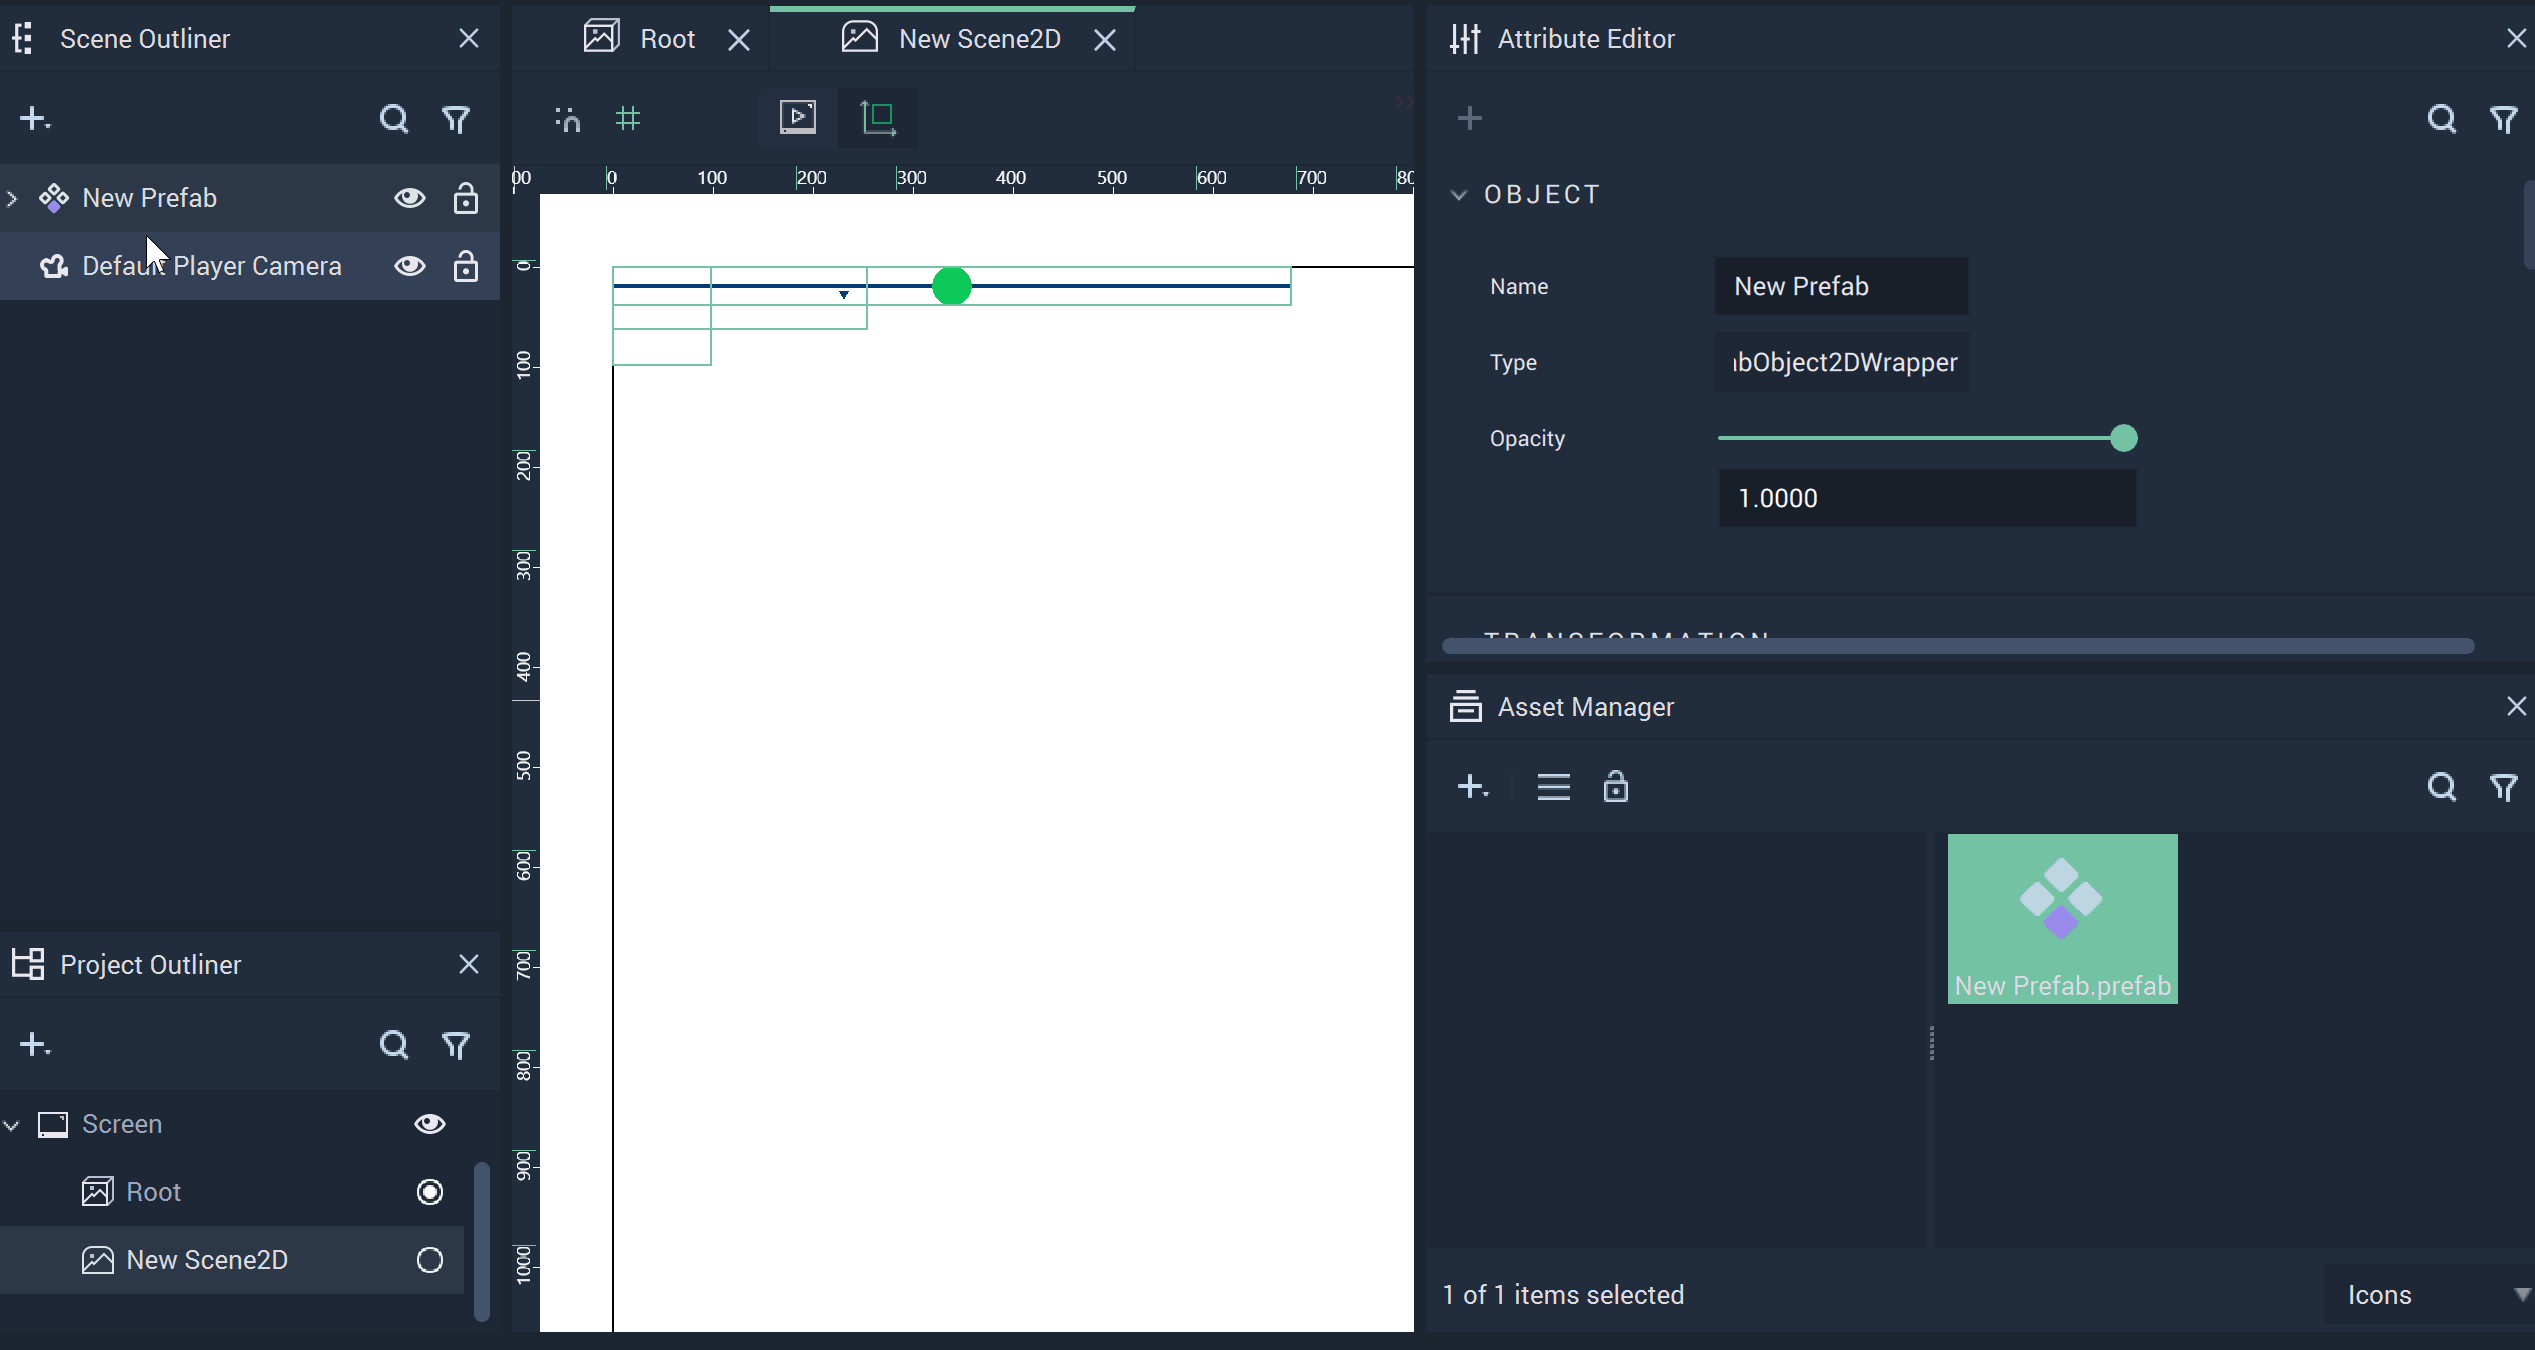 Scene Outliner
New Prefab
Default Player Camera
Project Outliner
Screen
Root
New Scene2D
Root
New Scene2D
00 0 100 200 300 400 500 600 700 80
0
100
200
300
400
500
600
700
800
900
1000
Attribute Editor
OBJECT
Name New Prefab
Type bObject2DWrapper
Opacity
1.0000
TRANSFORMATION
Asset Manager
New Prefab.prefab
1 of 1 items selected
Icons